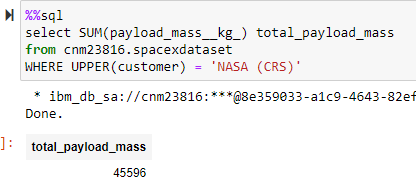 %%sql
select SUM(payload_mass__kg_) total_payload_mass
from cnm23816.spacexdataset
WHERE UPPER(customer) = 'NASA (CRS)'
* ibm_db_sa://cnm23816:***@8e359033-a1c9-4643-82ef
Done.
]:
total_payload_mass
45596